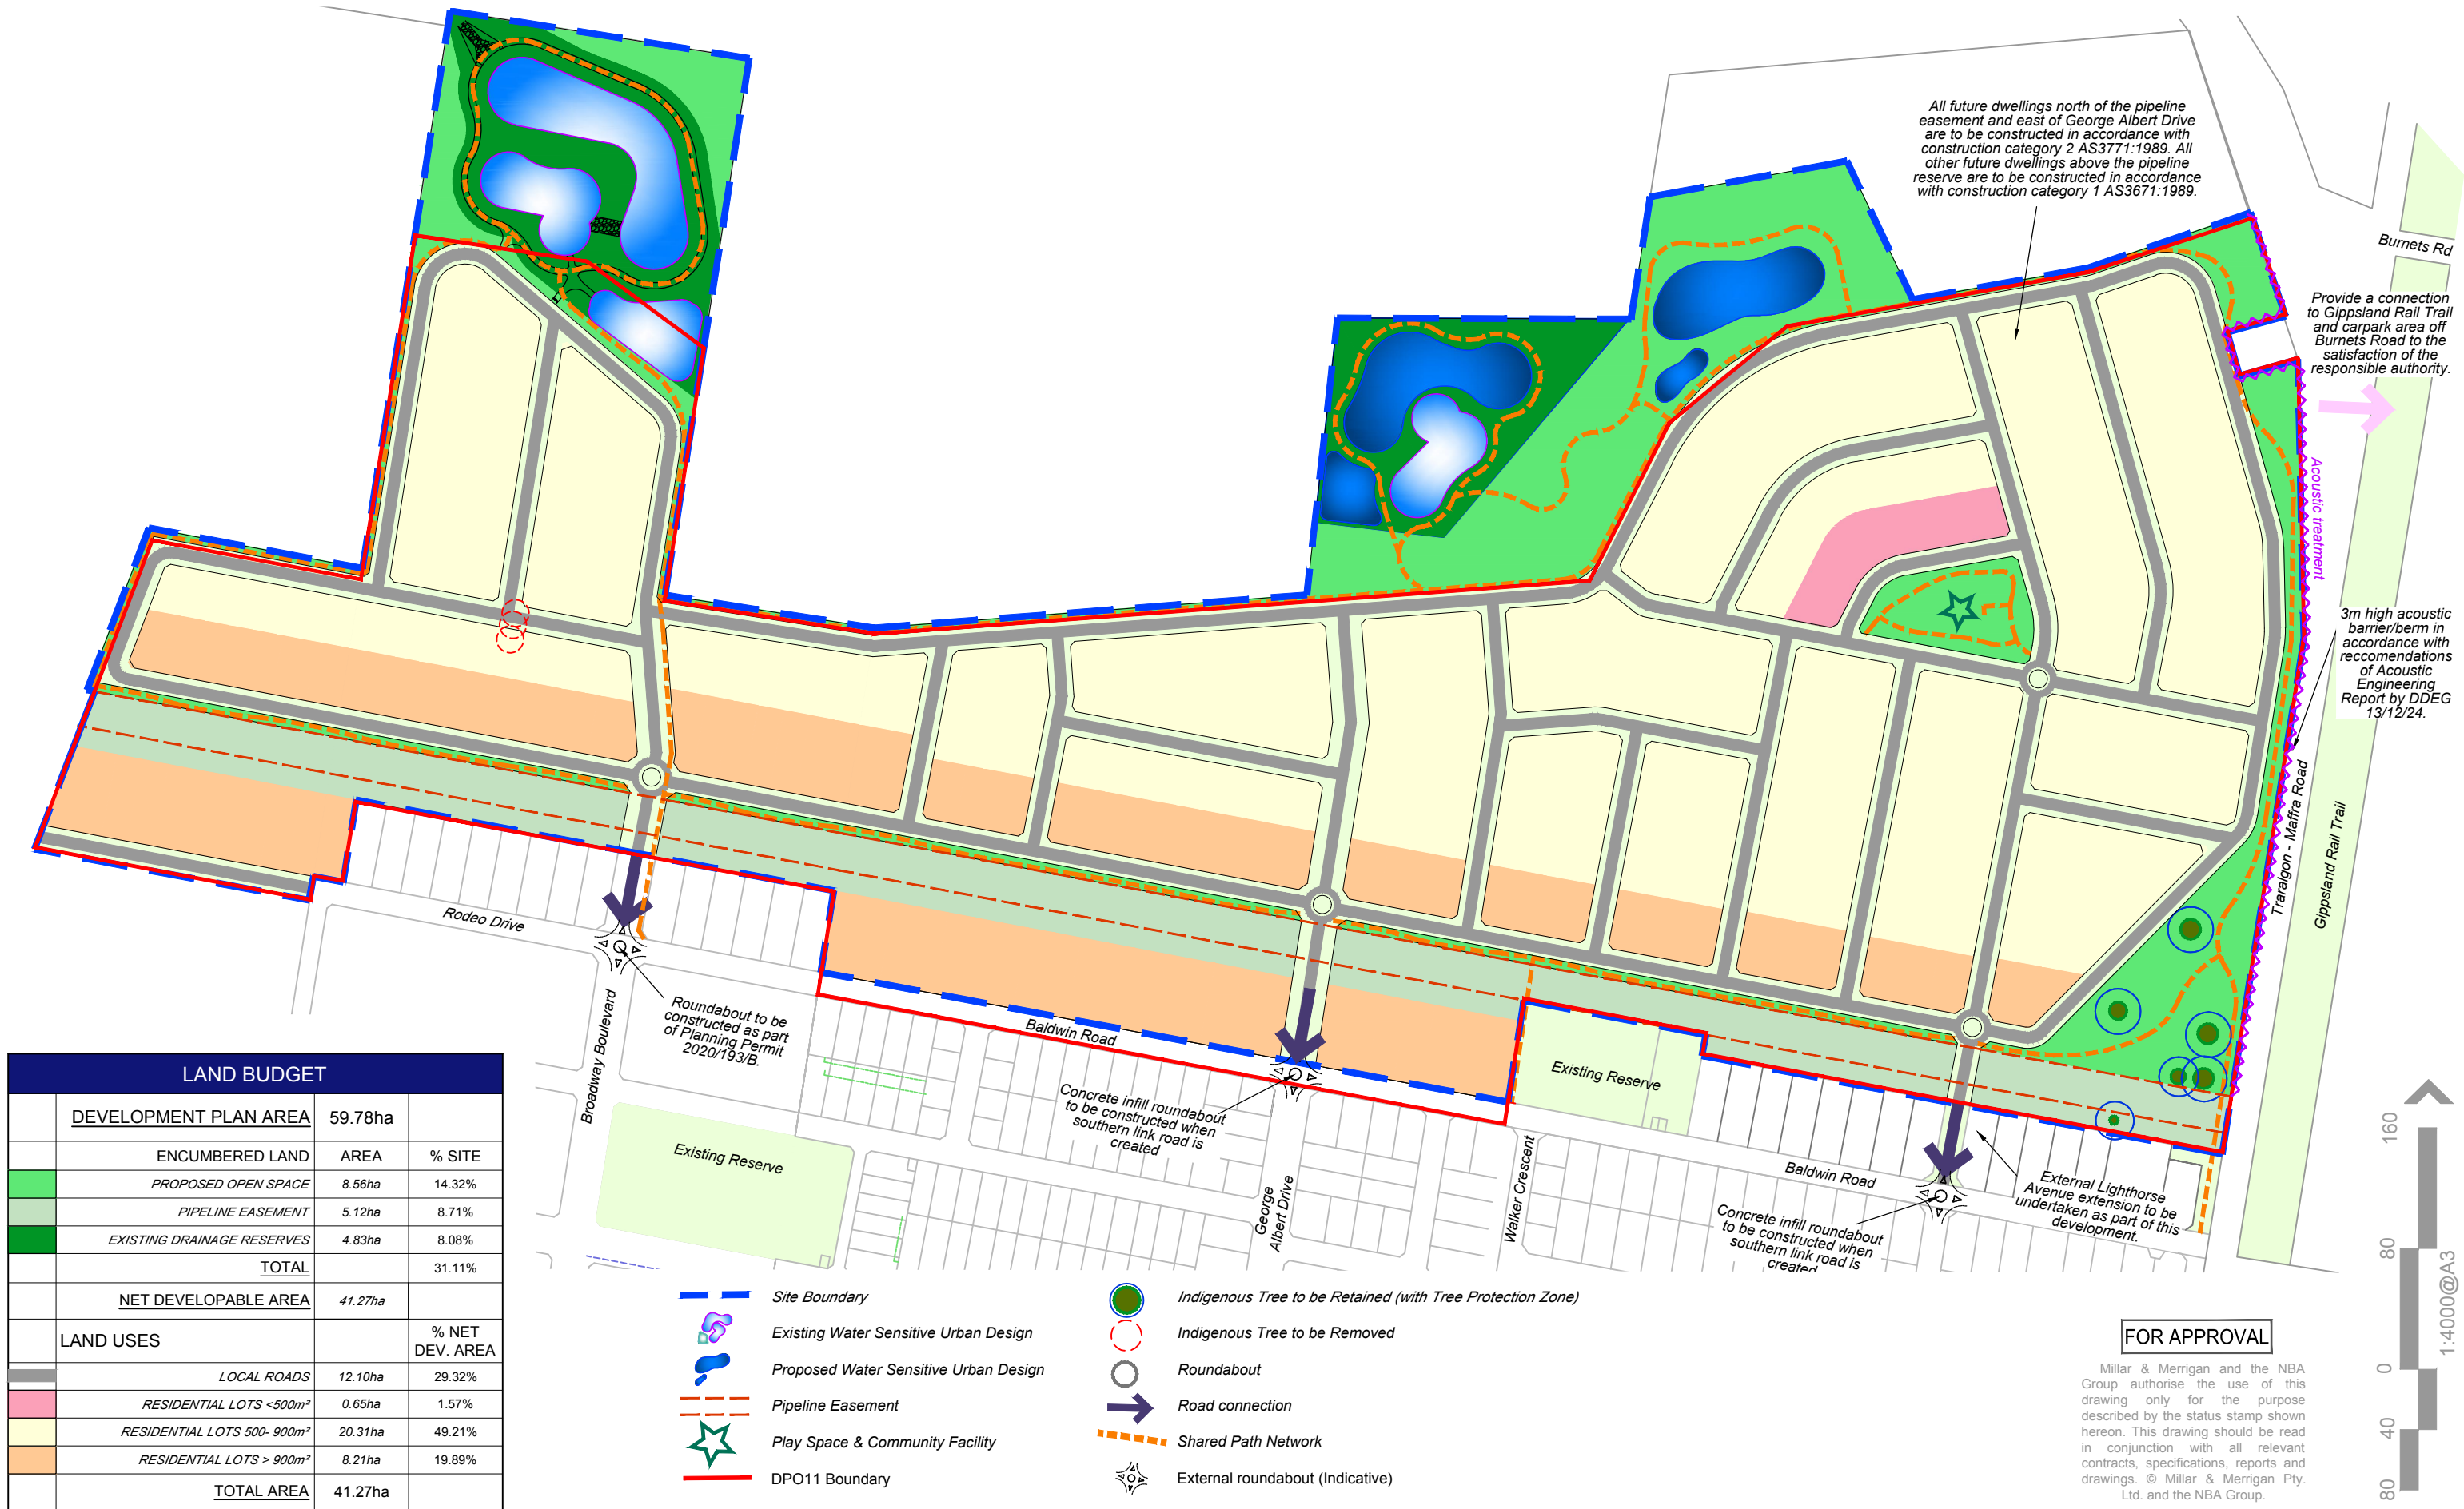 All future dwellings north of the pipeline
easement and east of George Albert Drive
are to be constructed in accordance with
construction category 2 AS3771:1989. All
other future dwellings above the pipeline
reserve are to be constructed in accordance
with construction category 1 AS3671:1989.
Burnets Rd
Provide a connection
to Gippsland Rail Trail
and carpark area off
Burnets Road to the
satisfaction of the
responsible authority.
Acoustic treatment
3m high acoustic
barrier/berm in
accordance with
reccomendations
of Acoustic
Engineering
Report by DDEG
13/12/24.
Traralgon - Maffra Road
Gippsland Rail Trail
Rodeo Drive
Broadway Boulevard
Roundabout to be
constructed as part
of Planning Permit
2020/193/B.
Baldwin Road
Existing Reserve
Existing Reserve
Concrete infill roundabout
to be constructed when
southern link road is
created
George
Albert Drive
Walker Crescent
Baldwin Road
Concrete infill roundabout
to be constructed when
southern link road is
created
External Lighthorse
Avenue extension to be
undertaken as part of this
development.
LAND BUDGET
DEVELOPMENT PLAN AREA 59.78ha
ENCUMBERED LAND AREA % SITE
PROPOSED OPEN SPACE 8.56ha 14.32%
PIPELINE EASEMENT 5.12ha 8.71%
EXISTING DRAINAGE RESERVES 4.83ha 8.08%
TOTAL 31.11%
NET DEVELOPABLE AREA 41.27ha
LAND USES % NET
DEV. AREA
LOCAL ROADS 12.10ha 29.32%
RESIDENTIAL LOTS <500m² 0.65ha 1.57%
RESIDENTIAL LOTS 500- 900m² 20.31ha 49.21%
RESIDENTIAL LOTS > 900m² 8.21ha 19.89%
TOTAL AREA 41.27ha
Site Boundary
Existing Water Sensitive Urban Design
Proposed Water Sensitive Urban Design
Pipeline Easement
Play Space & Community Facility
DPO11 Boundary
Indigenous Tree to be Retained (with Tree Protection Zone)
Indigenous Tree to be Removed
Roundabout
Road connection
Shared Path Network
External roundabout (Indicative)
FOR APPROVAL
Millar & Merrigan and the NBA
Group authorise the use of this
drawing only for the purpose
described by the status stamp shown
hereon. This drawing should be read
in conjunction with all relevant
contracts, specifications, reports and
drawings. © Millar & Merrigan Pty.
Ltd. and the NBA Group.
80 40 0 80 160
1:4000@A3